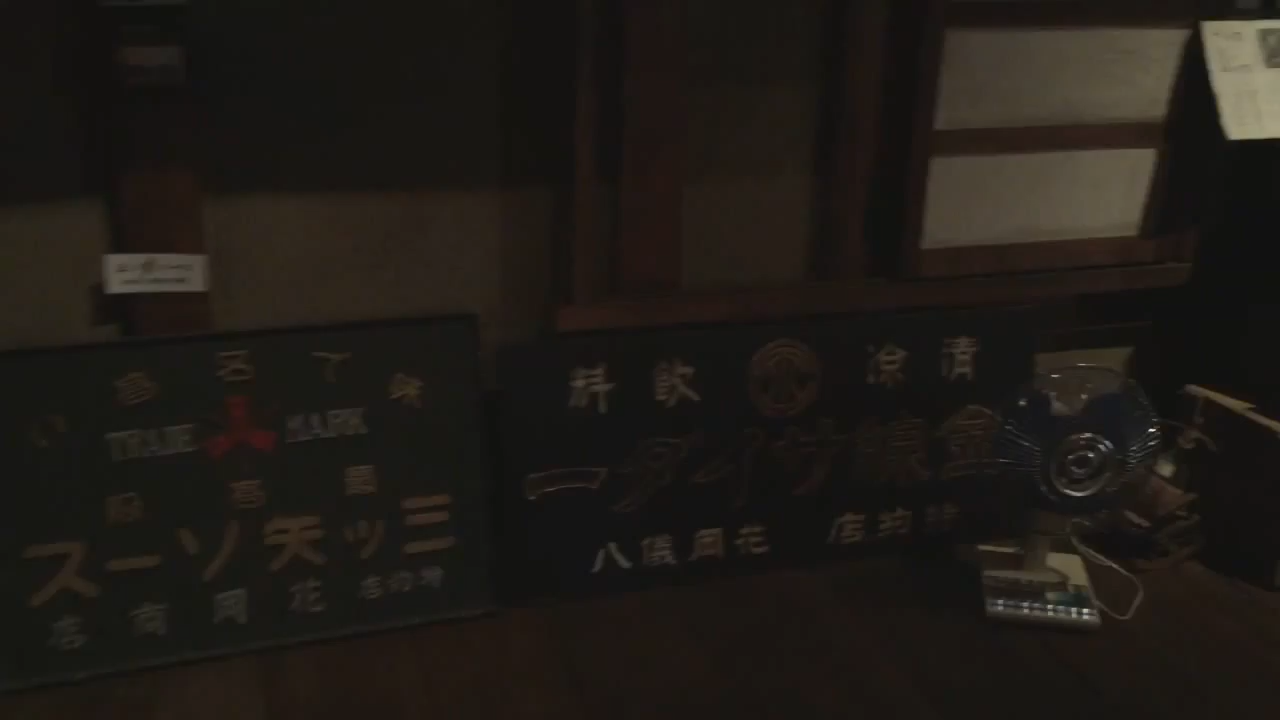 TRADE MARK
最高級
三ツ矢ソース
特約店 花岡商店
清涼飲料
金線サイダー
特約店 花岡儀八